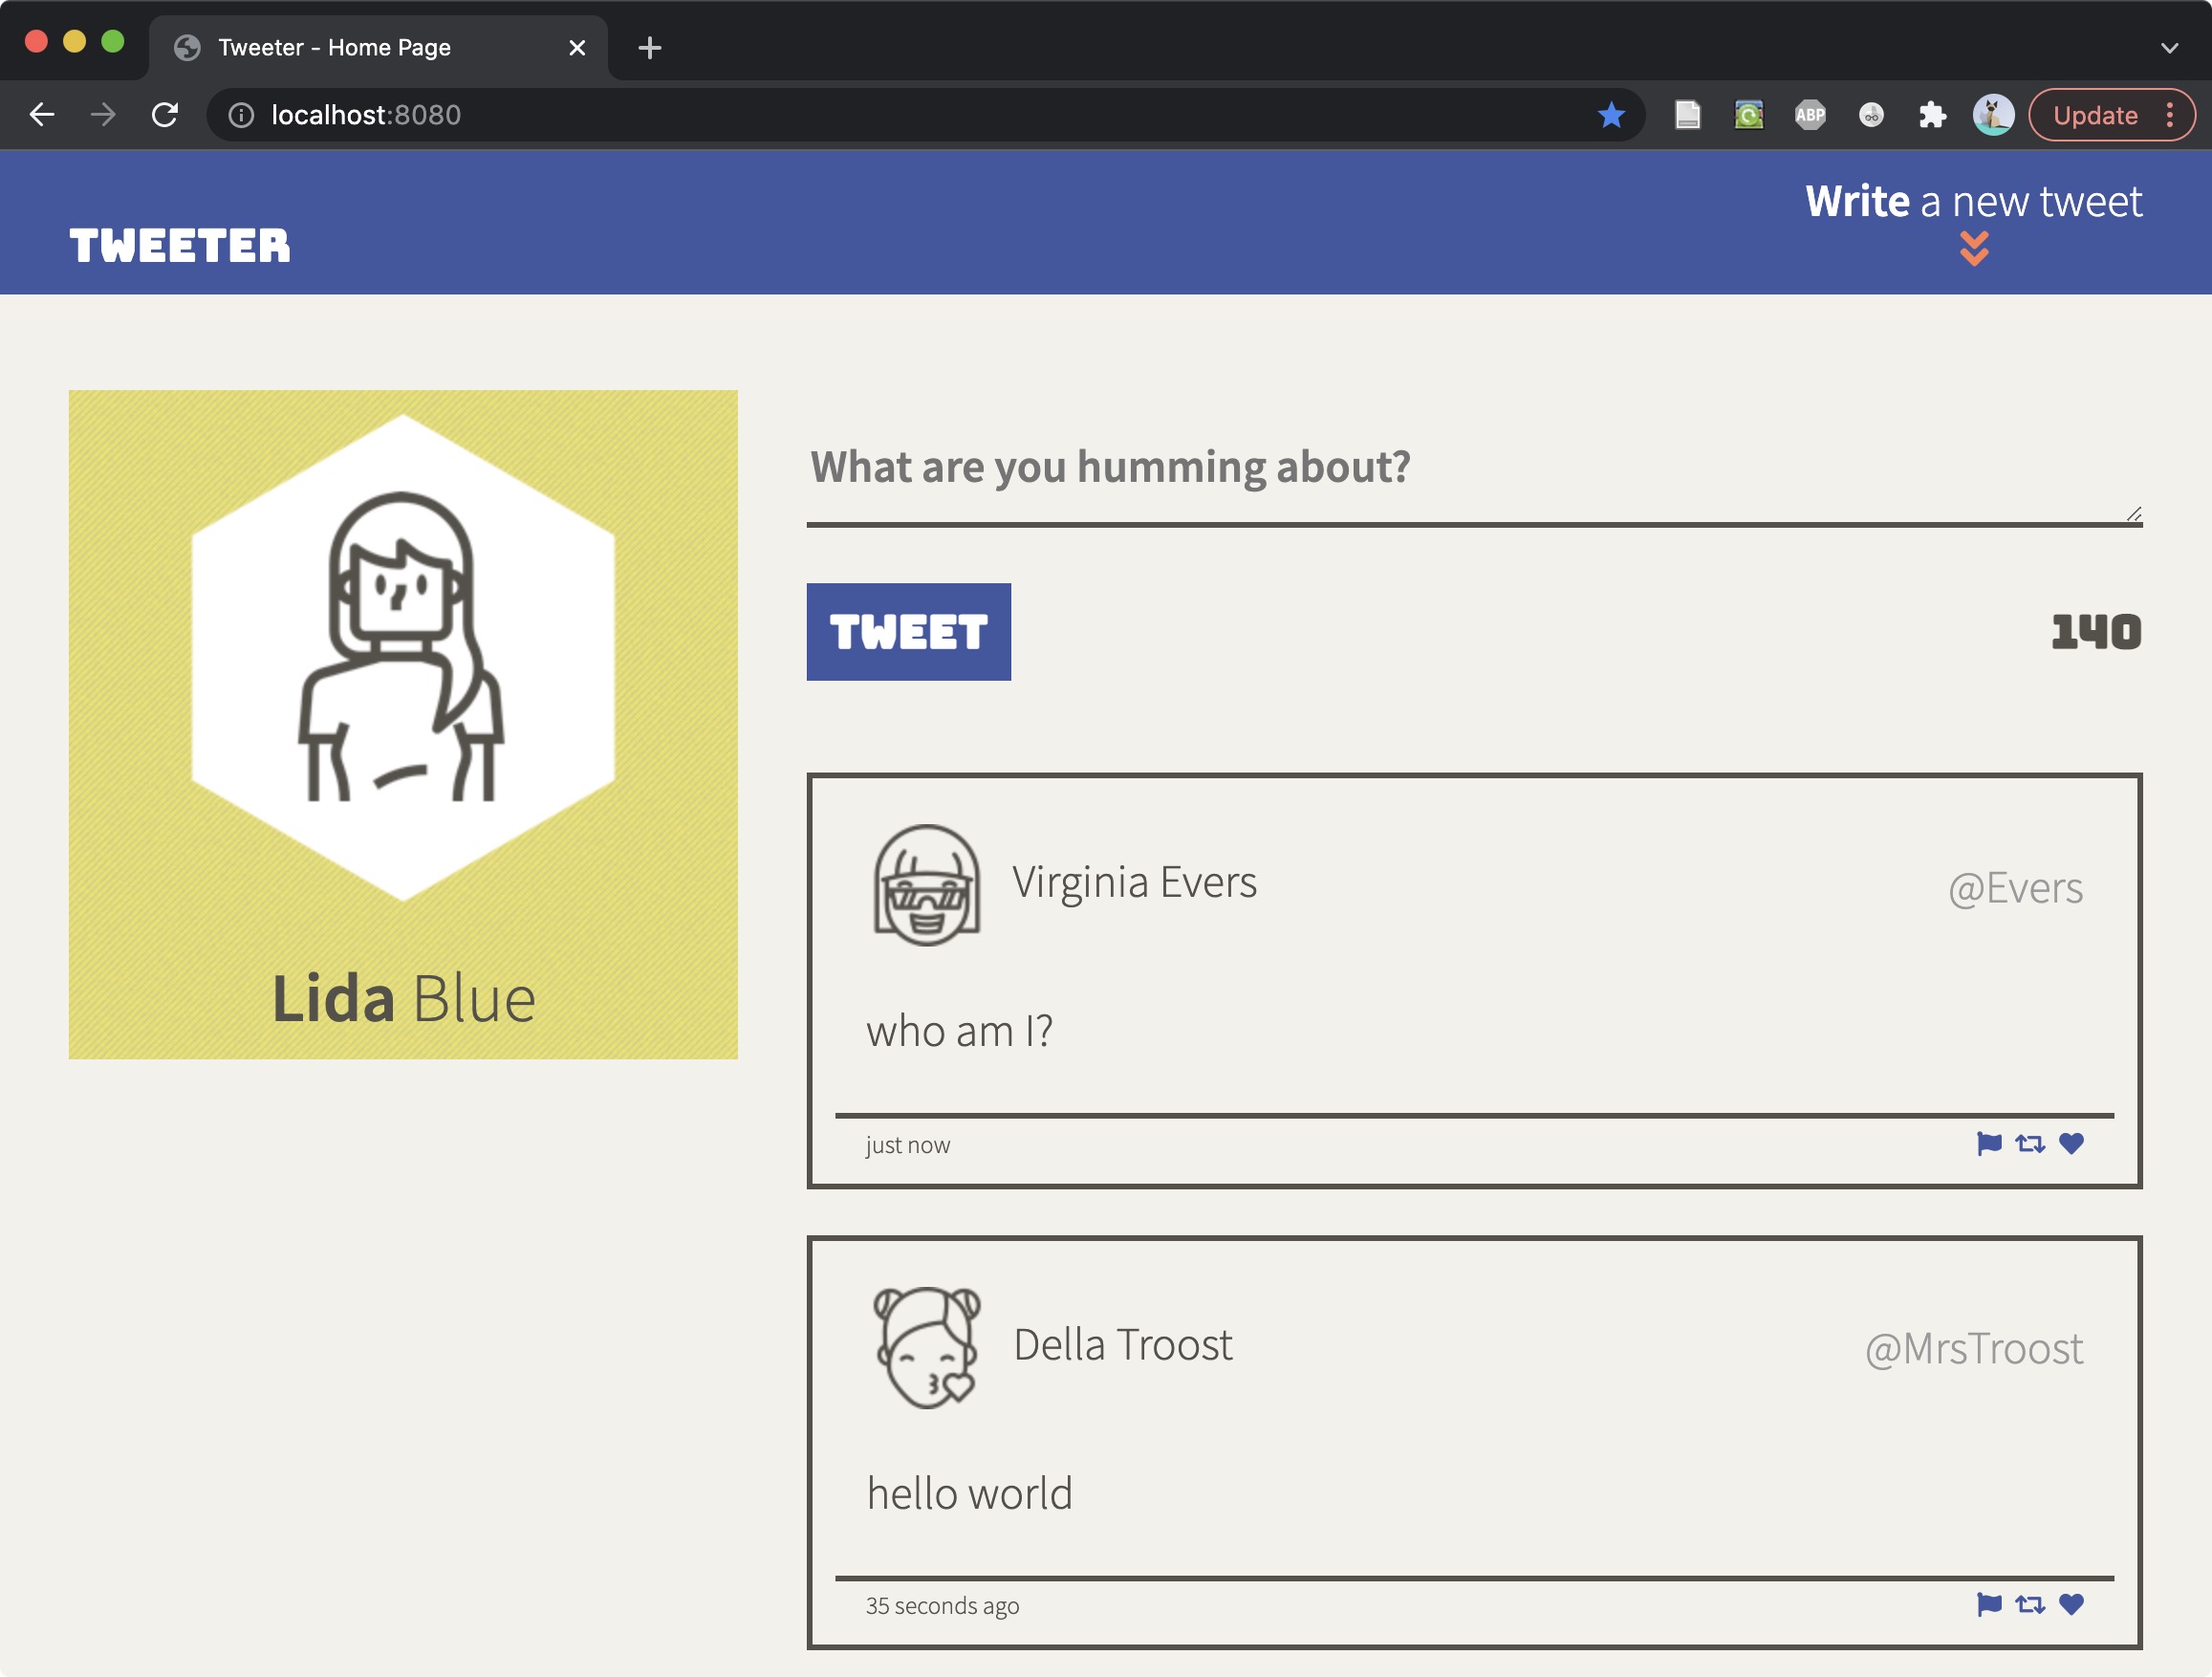 Tweeter - Home Page
localhost:8080
ABP
Update
TWEETER
Write a new tweet
What are you humming about?
TWEET
140
Lida Blue
Virginia Evers
@Evers
who am I?
just now
Della Troost
@MrsTroost
hello world
35 seconds ago